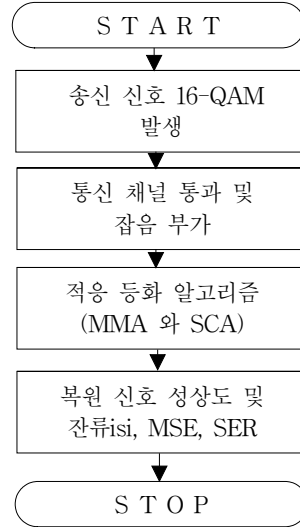 S T A R T
송신 신호 16-QAM
발생
통신 채널 통과 및
잡음 부가
적응 등화 알고리즘
(MMA 와 SCA)
복원 신호 성상도 및
잔류isi, MSE, SER
S T O P